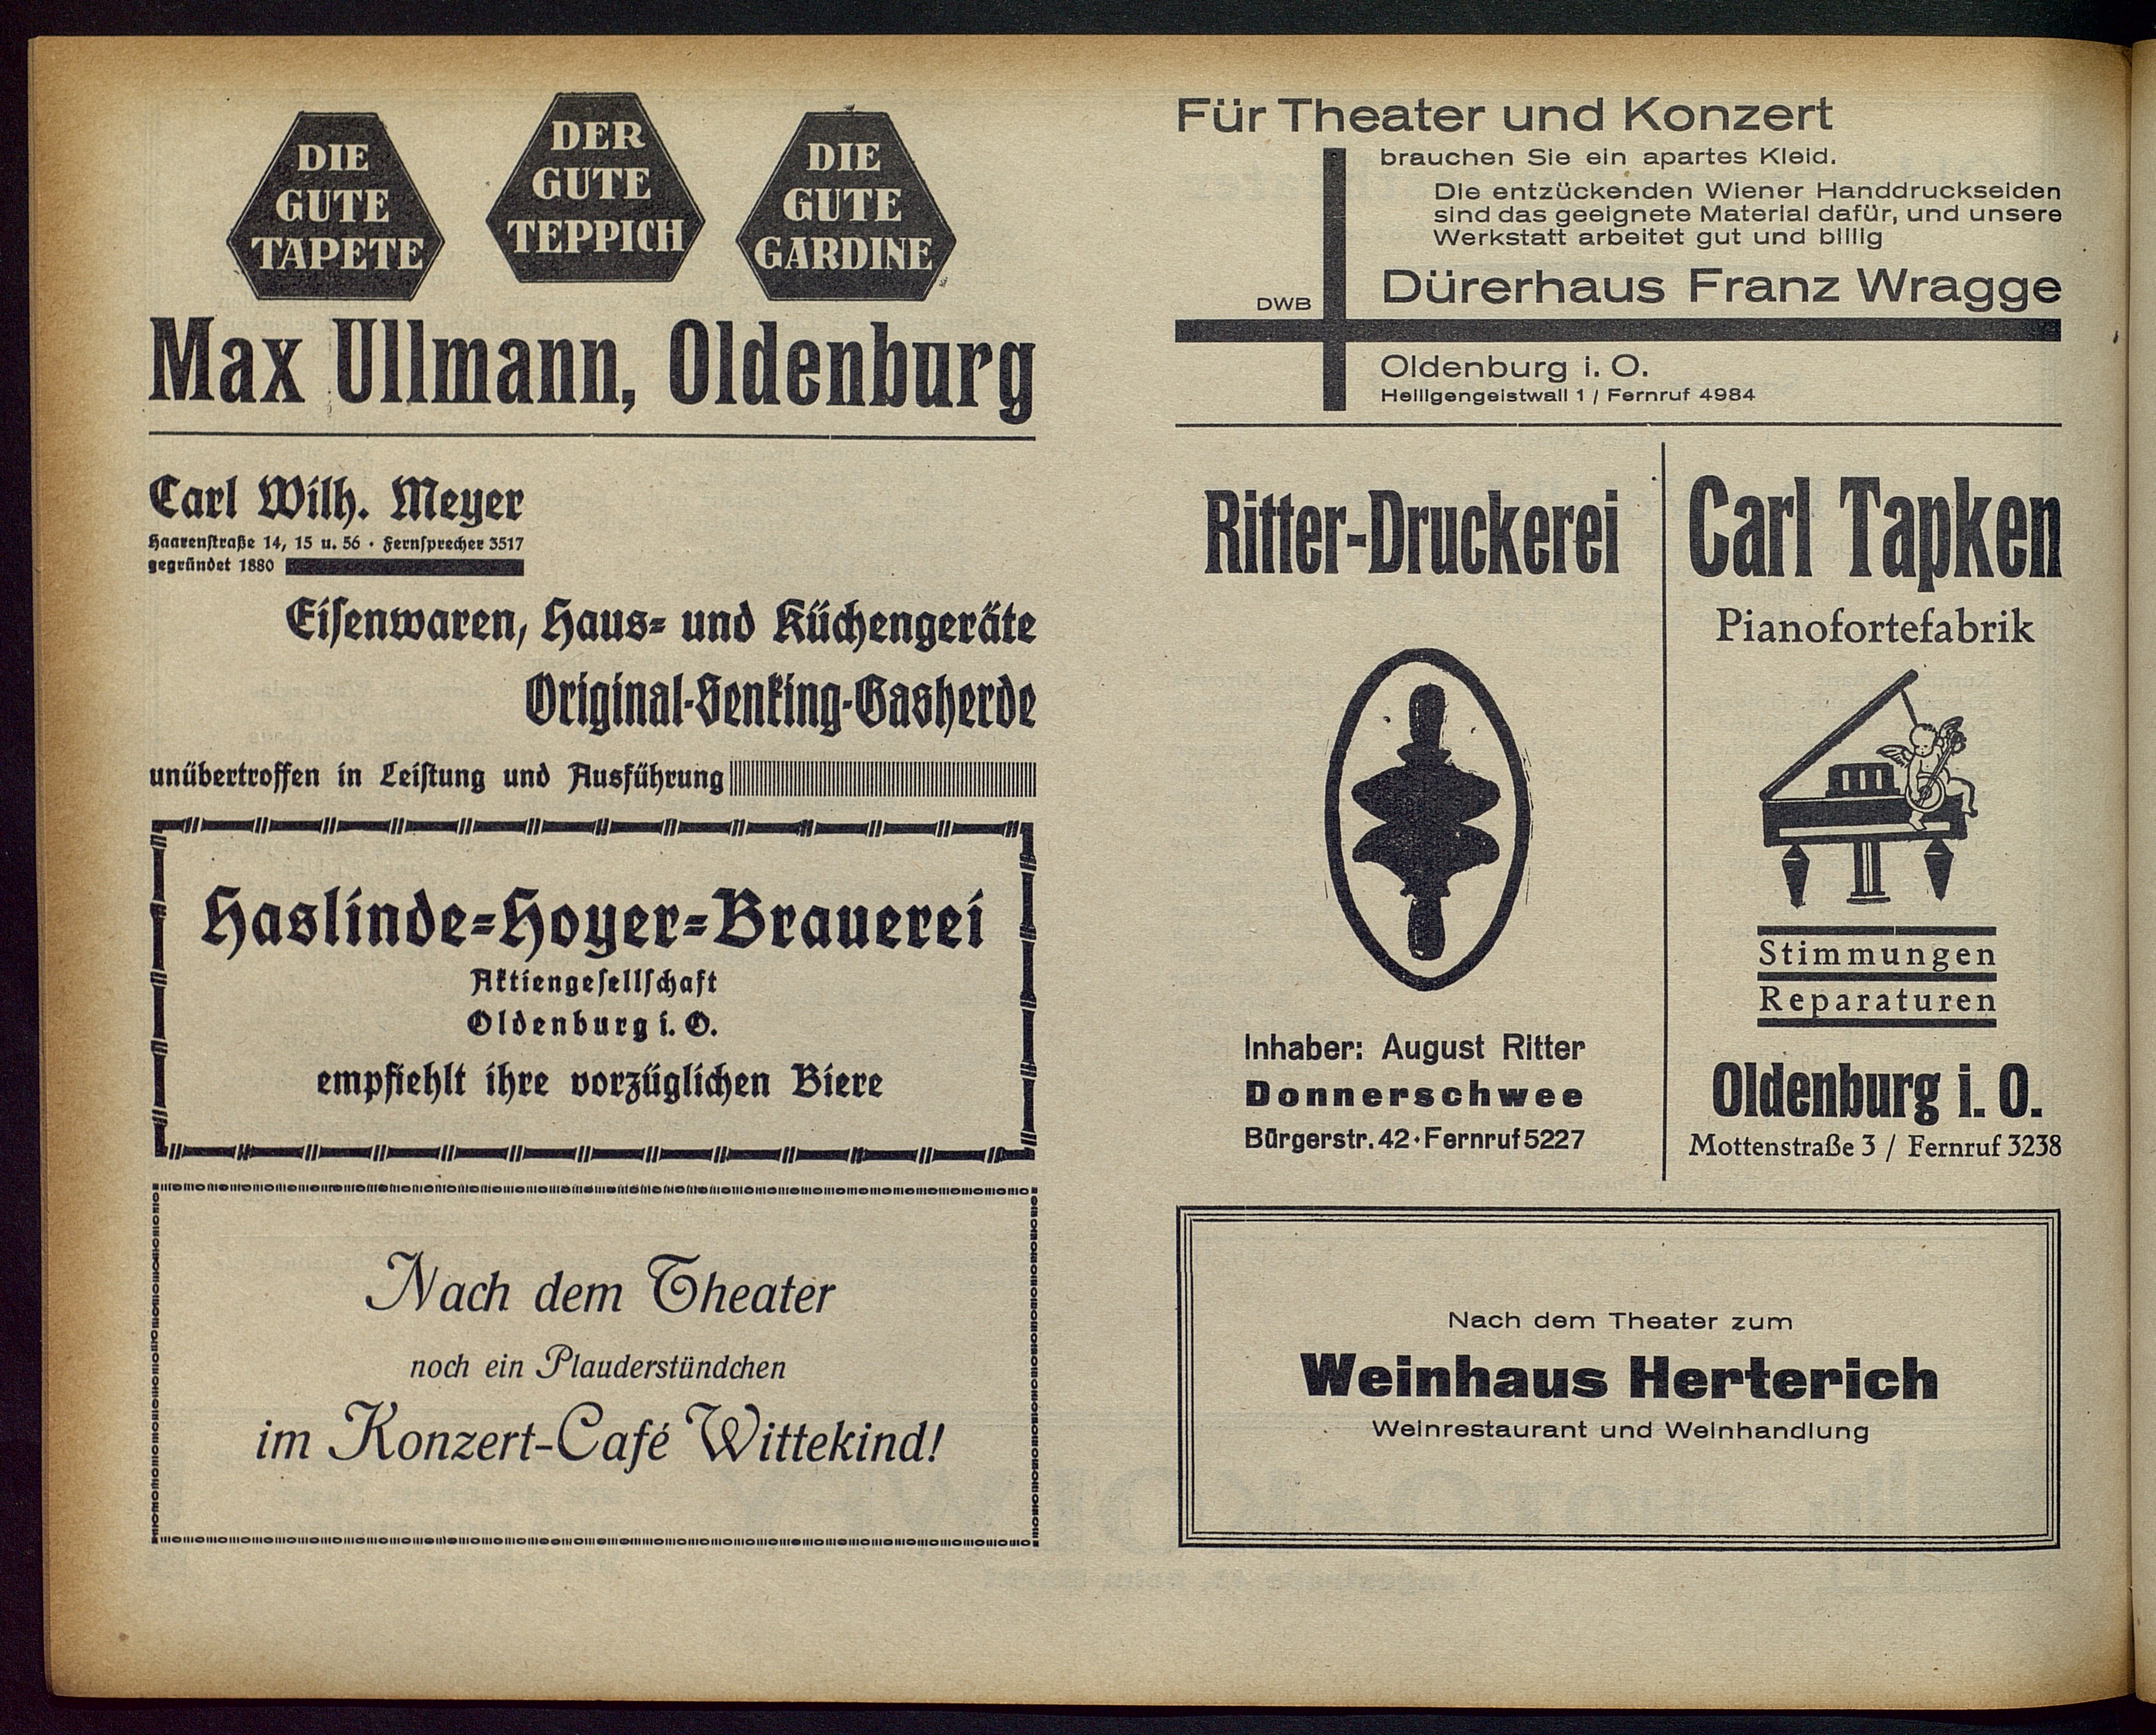 DIE
GUTE
TAPETE
DER
GUTE
TEPPICH
DIE
GUTE
GARDINE
Max Ullmann, Oldenburg
Carl Wilh. Meyer
Haarenſtraße 14, 15 u. 56 · Fernſprecher 3517
gegründet 1880
Eiſenwaren, Haus- und Küchengeräte
Original-Senking-Gasherde
unübertroffen in Leiſtung und Ausführung
Haslinde-Hoyer-Brauerei
Aktiengeſellſchaft
Oldenburg i. O.
empfiehlt ihre vorzüglichen Biere
Nach dem Theater
noch ein Plauderstündchen
im Konzert-Café Wittekind!
Für Theater und Konzert
brauchen Sie ein apartes Kleid.
Die entzückenden Wiener Handdruckseiden
sind das geeignete Material dafür, und unsere
Werkstatt arbeitet gut und billig
DWB
Dürerhaus Franz Wragge
Oldenburg i. O.
Heiligengeistwall 1 / Fernruf 4984
Ritter-Druckerei
Inhaber: August Ritter
Donnerschwee
Bürgerstr. 42 · Fernruf 5227
Carl Tapken
Pianofortefabrik
Stimmungen
Reparaturen
Oldenburg i. O.
Mottenstraße 3 / Fernruf 3238
Nach dem Theater zum
Weinhaus Herterich
Weinrestaurant und Weinhandlung